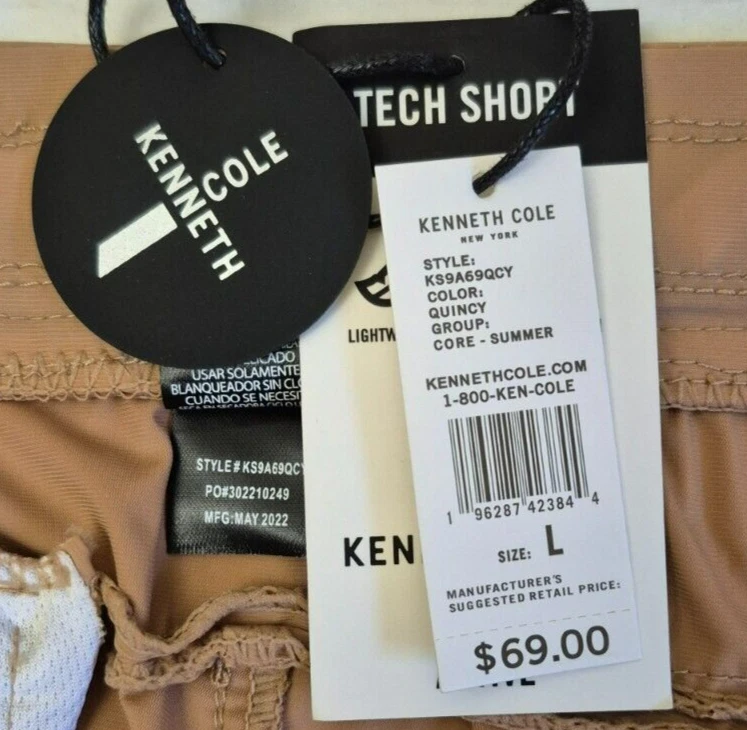 KENNETH
COLE
TECH SHORT
KENNETH COLE
NEW YORK
STYLE:
KS9A69QCY
COLOR:
QUINCY
GROUP:
CORE - SUMMER
KENNETHCOLE.COM
1-800-KEN-COLE
1 96287 42384 4
SIZE: L
MANUFACTURER'S
SUGGESTED RETAIL PRICE:
$69.00
LIGHTW
KEN
USAR SOLAMENTE
BLANQUEADOR SIN CLO
CUANDO SE NECESI
STYLE#KS9A69QCY
PO#302210249
MFG:MAY 2022